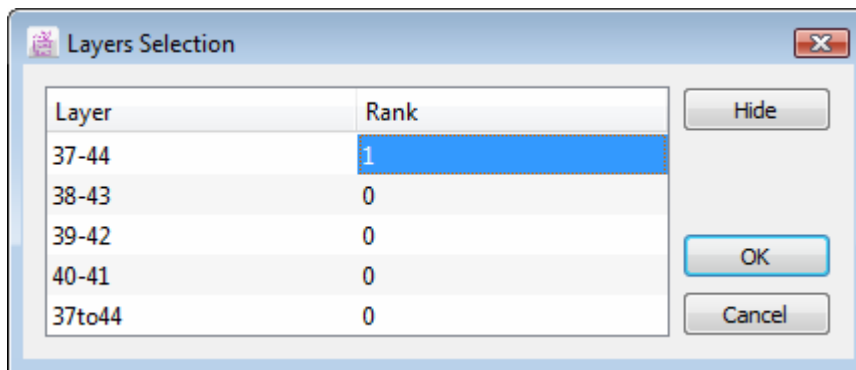 Layers Selection
Layer Rank Hide
37-44 1
38-43 0
39-42 0
OK
40-41 0
37to44 0 Cancel